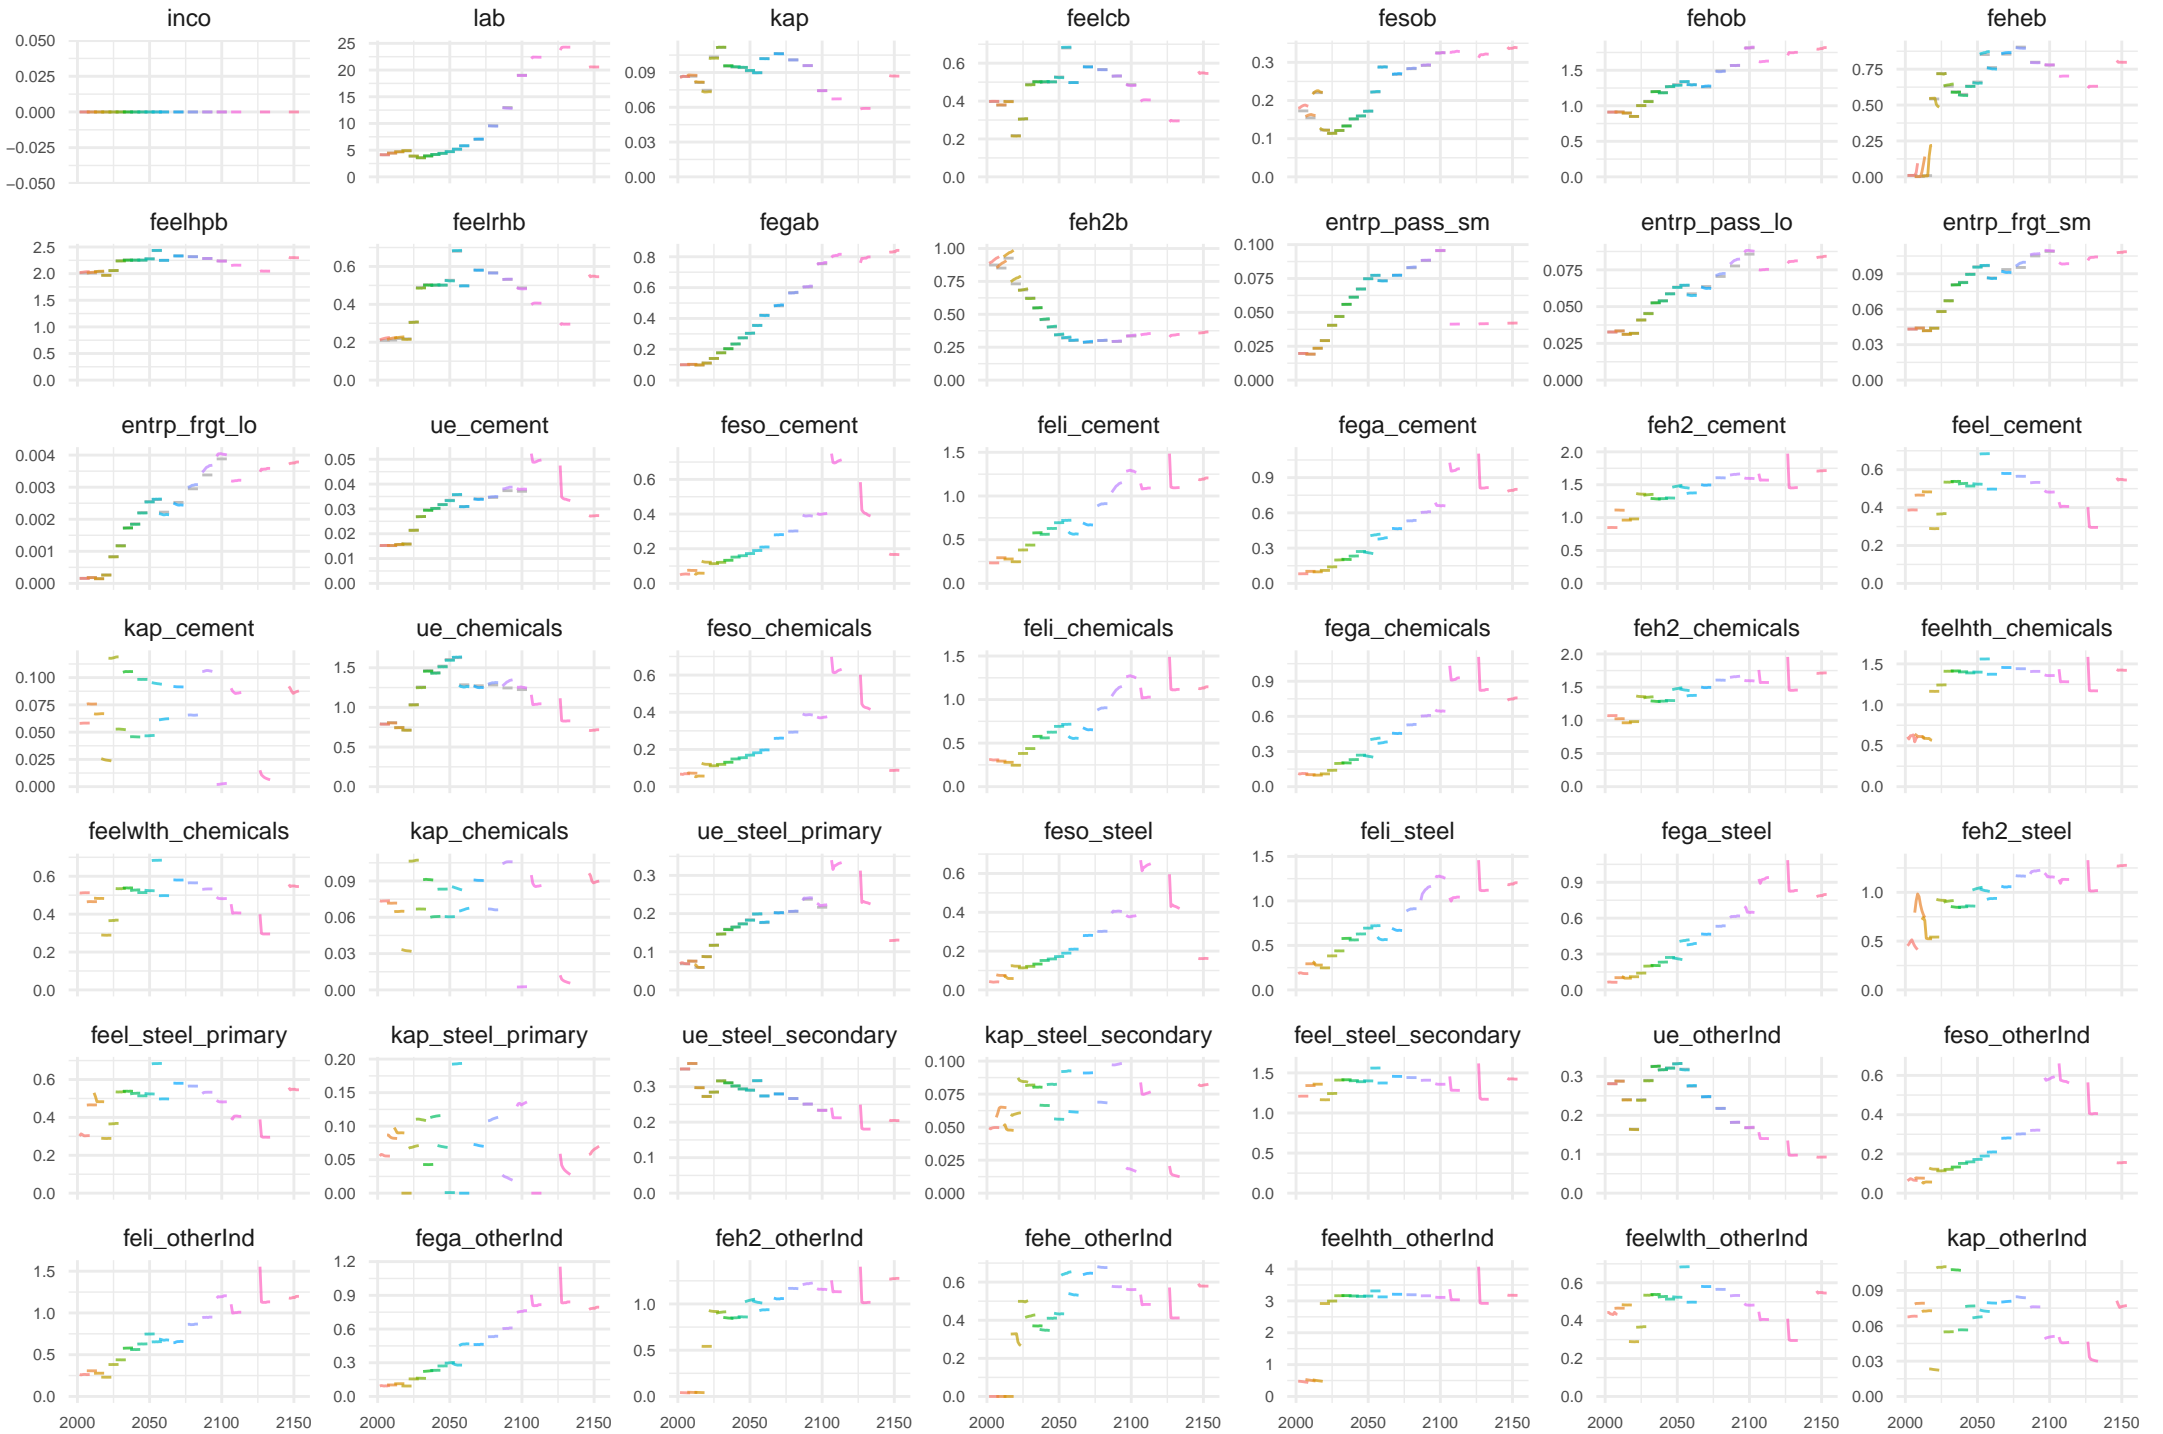 inco lab kap feelcb fesob fehob feheb
0.050 0.025 0.000 −0.025 −0.050
25 20 15 10 5 0
0.09 0.06 0.03 0.00
0.6 0.4 0.2 0.0
0.3 0.2 0.1 0.0
1.5 1.0 0.5 0.0
0.75 0.50 0.25 0.00
feelhpb feelrhb fegab feh2b entrp_pass_sm entrp_pass_lo entrp_frgt_sm
2.5 2.0 1.5 1.0 0.5 0.0
0.6 0.4 0.2 0.0
0.8 0.6 0.4 0.2 0.0
1.00 0.75 0.50 0.25 0.00
0.100 0.075 0.050 0.025 0.000
0.075 0.050 0.025 0.000
0.09 0.06 0.03 0.00
entrp_frgt_lo ue_cement feso_cement feli_cement fega_cement feh2_cement feel_cement
0.004 0.003 0.002 0.001 0.000
0.05 0.04 0.03 0.02 0.01 0.00
0.6 0.4 0.2 0.0
1.5 1.0 0.5 0.0
0.9 0.6 0.3 0.0
2.0 1.5 1.0 0.5 0.0
0.6 0.4 0.2 0.0
kap_cement ue_chemicals feso_chemicals feli_chemicals fega_chemicals feh2_chemicals feelhth_chemicals
0.100 0.075 0.050 0.025 0.000
1.5 1.0 0.5 0.0
0.6 0.4 0.2 0.0
1.5 1.0 0.5 0.0
0.9 0.6 0.3 0.0
2.0 1.5 1.0 0.5 0.0
1.5 1.0 0.5 0.0
feelwlth_chemicals kap_chemicals ue_steel_primary feso_steel feli_steel fega_steel feh2_steel
0.6 0.4 0.2 0.0
0.09 0.06 0.03 0.00
0.3 0.2 0.1 0.0
0.6 0.4 0.2 0.0
1.5 1.0 0.5 0.0
0.9 0.6 0.3 0.0
1.0 0.5 0.0
feel_steel_primary kap_steel_primary ue_steel_secondary kap_steel_secondary feel_steel_secondary ue_otherInd feso_otherInd
0.6 0.4 0.2 0.0
0.20 0.15 0.10 0.05 0.00
0.3 0.2 0.1 0.0
0.100 0.075 0.050 0.025 0.000
1.5 1.0 0.5 0.0
0.3 0.2 0.1 0.0
0.6 0.4 0.2 0.0
feli_otherInd fega_otherInd feh2_otherInd fehe_otherInd feelhth_otherInd feelwlth_otherInd kap_otherInd
1.5 1.0 0.5 0.0
1.2 0.9 0.6 0.3 0.0
1.0 0.5 0.0
0.6 0.4 0.2 0.0
4 3 2 1 0
0.6 0.4 0.2 0.0
0.09 0.06 0.03 0.00
2000 2050 2100 2150 2000 2050 2100 2150 2000 2050 2100 2150 2000 2050 2100 2150 2000 2050 2100 2150 2000 2050 2100 2150 2000 2050 2100 2150